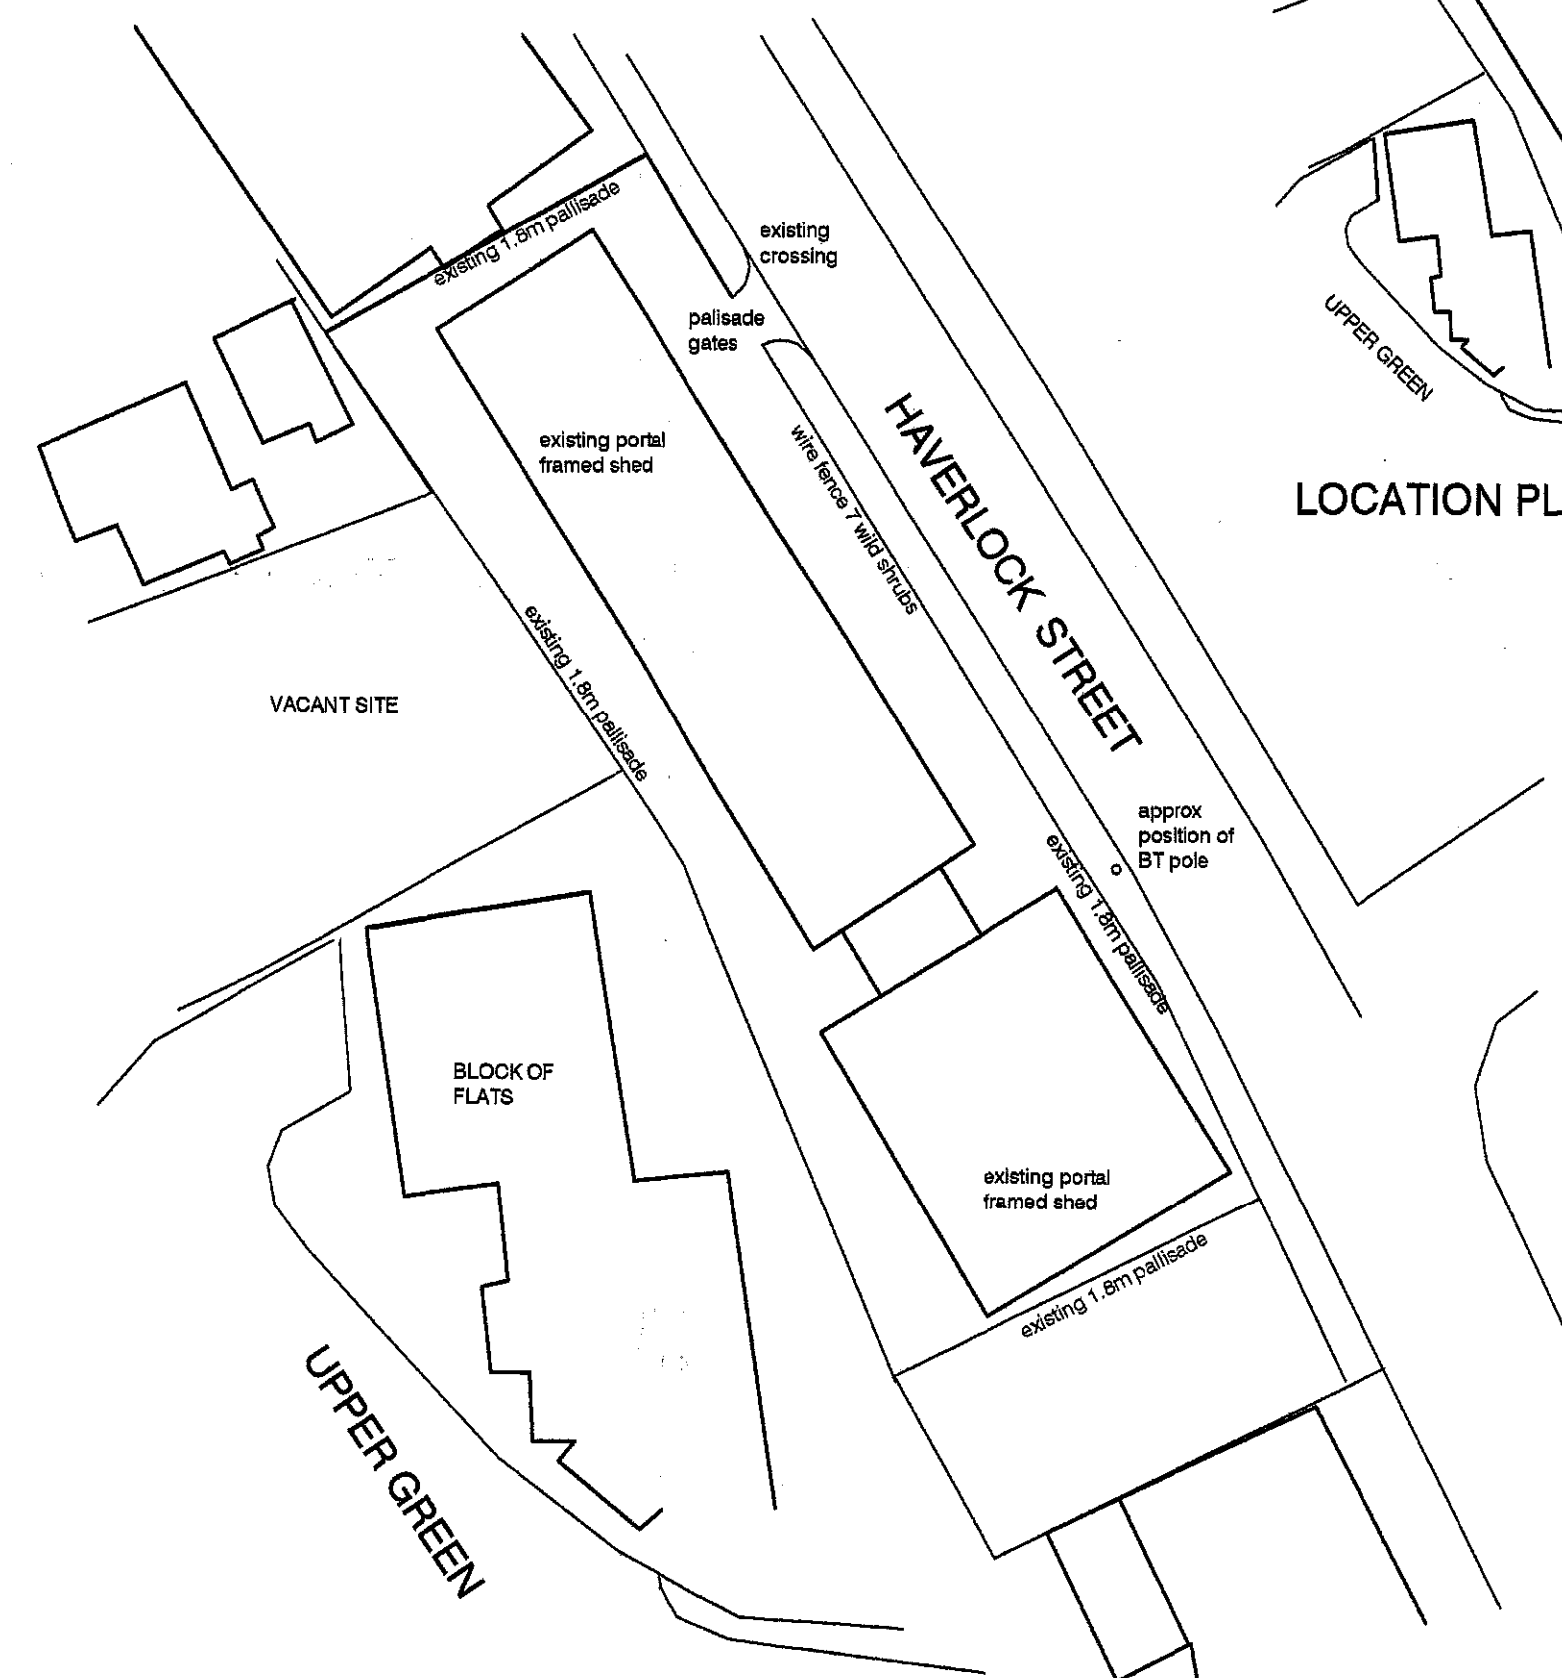 existing 1.8m pallisade
existing
crossing
palisade
gates
UPPER GREEN
existing portal
framed shed
wire fence 7 wild shrubs
HAVERLOCK STREET
LOCATION PL
existing 1.8m pallisade
VACANT SITE
approx
position of
BT pole
existing 1.8m pallisade
BLOCK OF
FLATS
existing portal
framed shed
existing 1.8m pallisade
UPPER GREEN